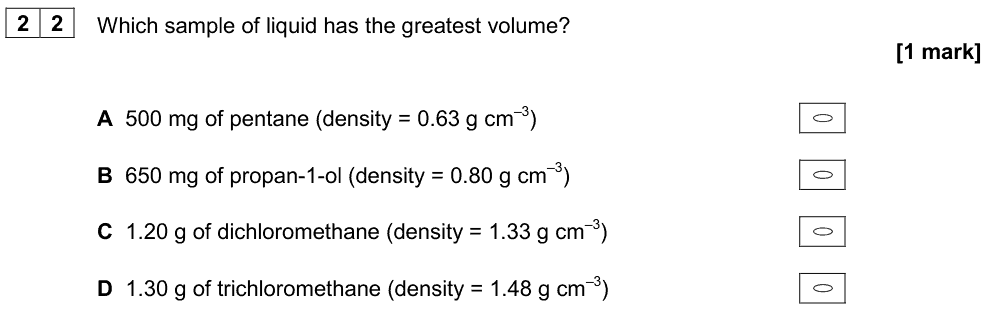 2 2 Which sample of liquid has the greatest volume?
[1 mark]
A 500 mg of pentane (density = 0.63 g cm⁻³)
B 650 mg of propan-1-ol (density = 0.80 g cm⁻³)
C 1.20 g of dichloromethane (density = 1.33 g cm⁻³)
D 1.30 g of trichloromethane (density = 1.48 g cm⁻³)